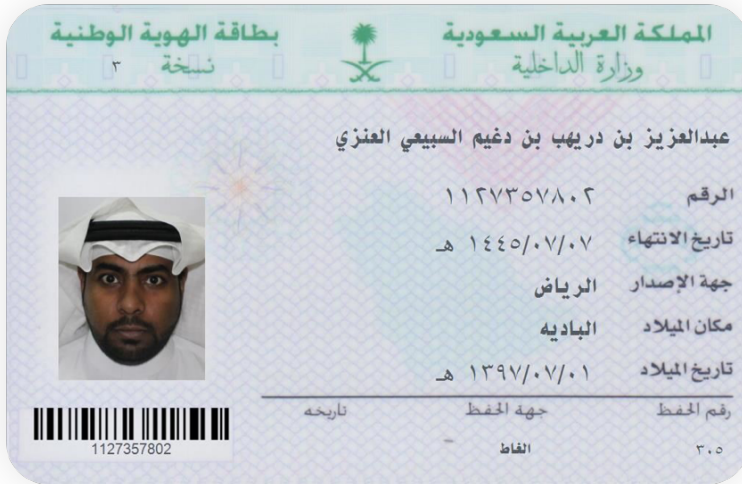 المملكة العربية السعودية بطاقة الهوية الوطنية
وزارة الداخلية نسخة ٣
عبدالعزيز بن دريهب بن دغيم السبيعي العنزي
الرقم ١١٢٧٣٥٧٨٠٢
تاريخ الانتهاء ١٤٤٥/٠٧/٠٧ هـ
جهة الإصدار الرياض
مكان الميلاد الباديه
تاريخ الميلاد ١٣٩٧/٠٧/٠١ هـ
رقم الحفظ جهة الحفظ تاريخه
٣٠٥ الغاط
1127357802